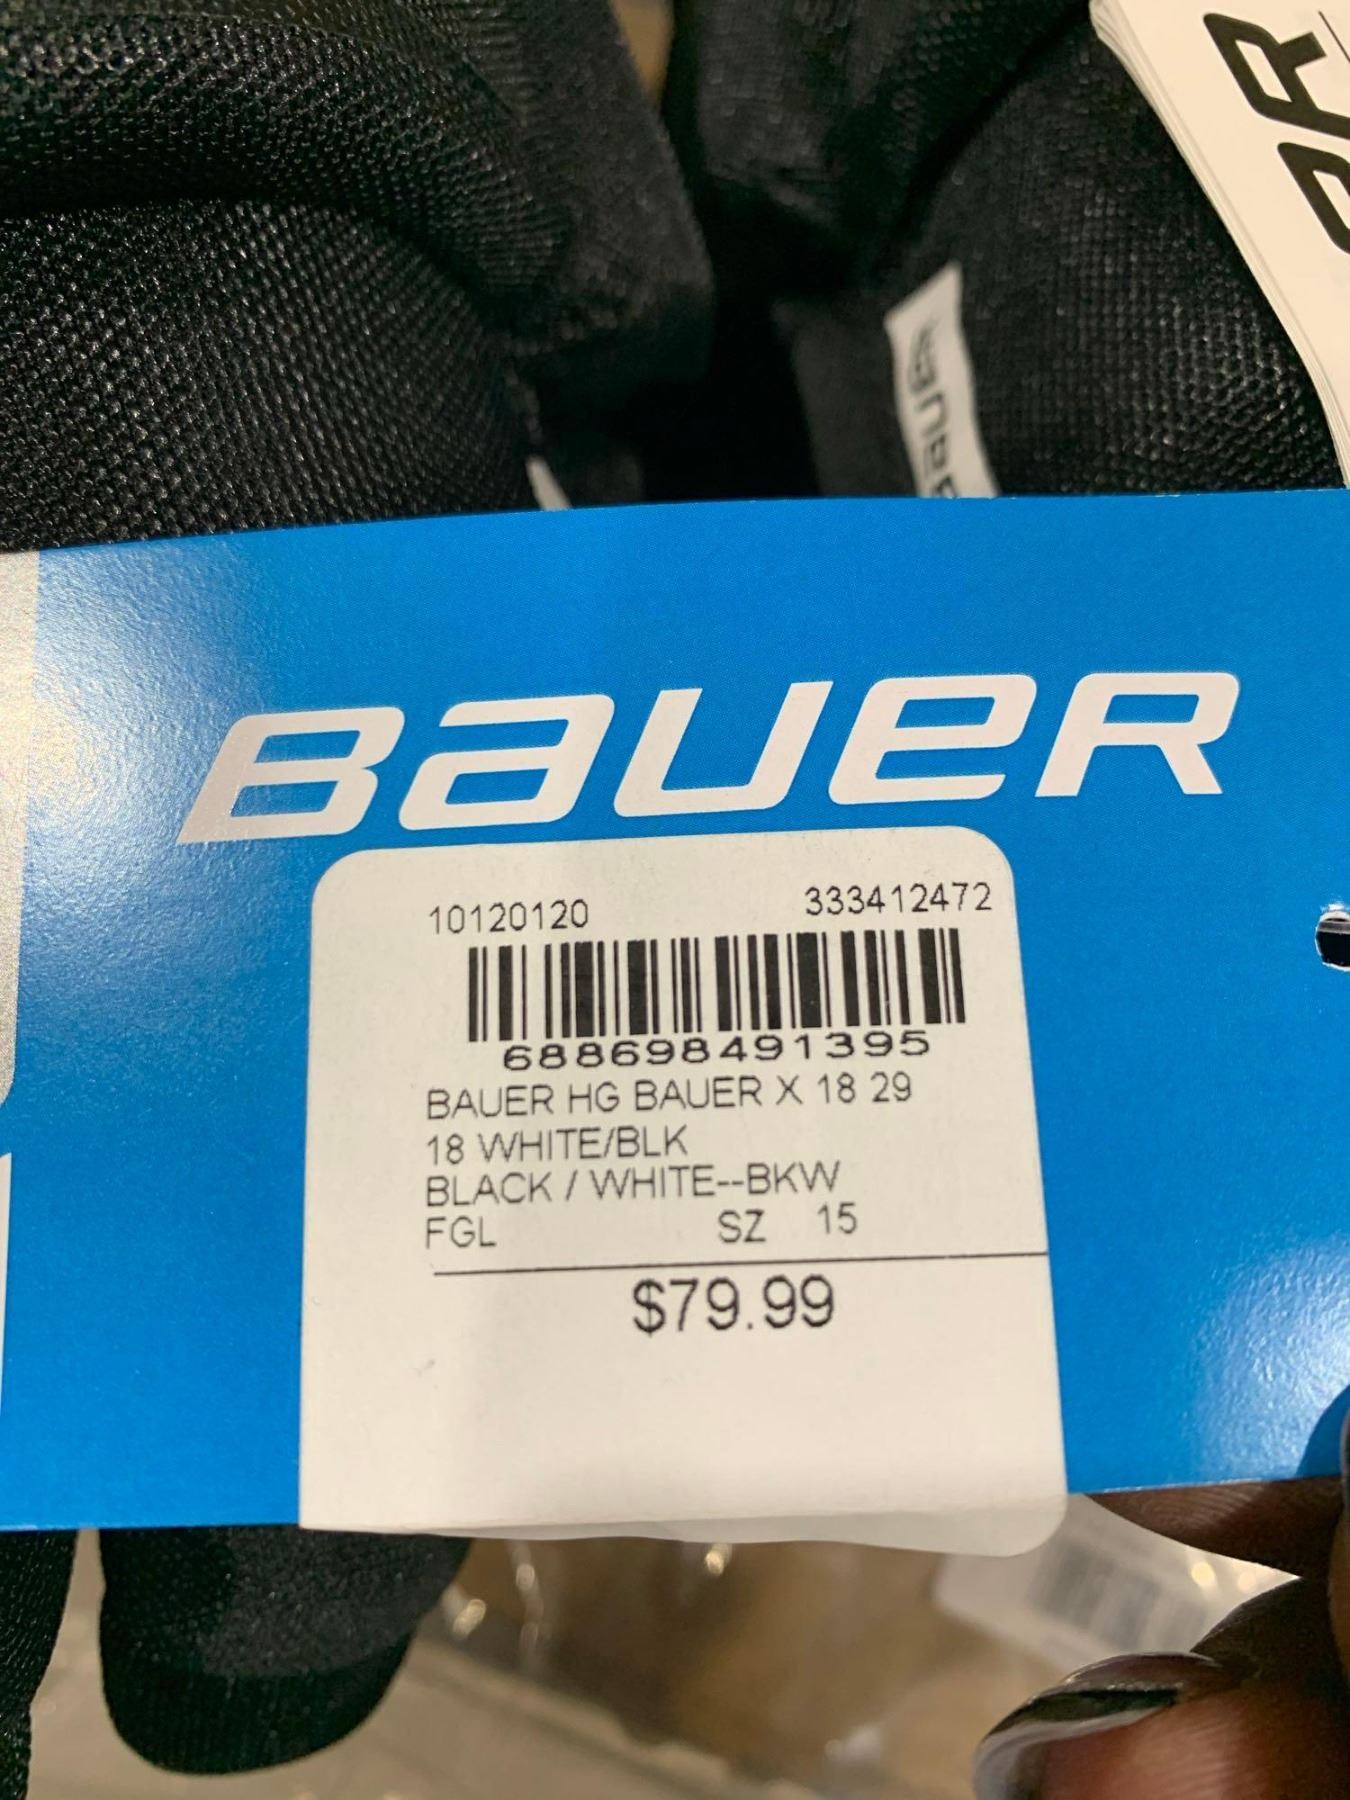 BAUER
BAUER
10120120 333412472
688698491395
BAUER HG BAUER X 18 29
18 WHITE/BLK
BLACK / WHITE--BKW
FGL SZ 15
$79.99